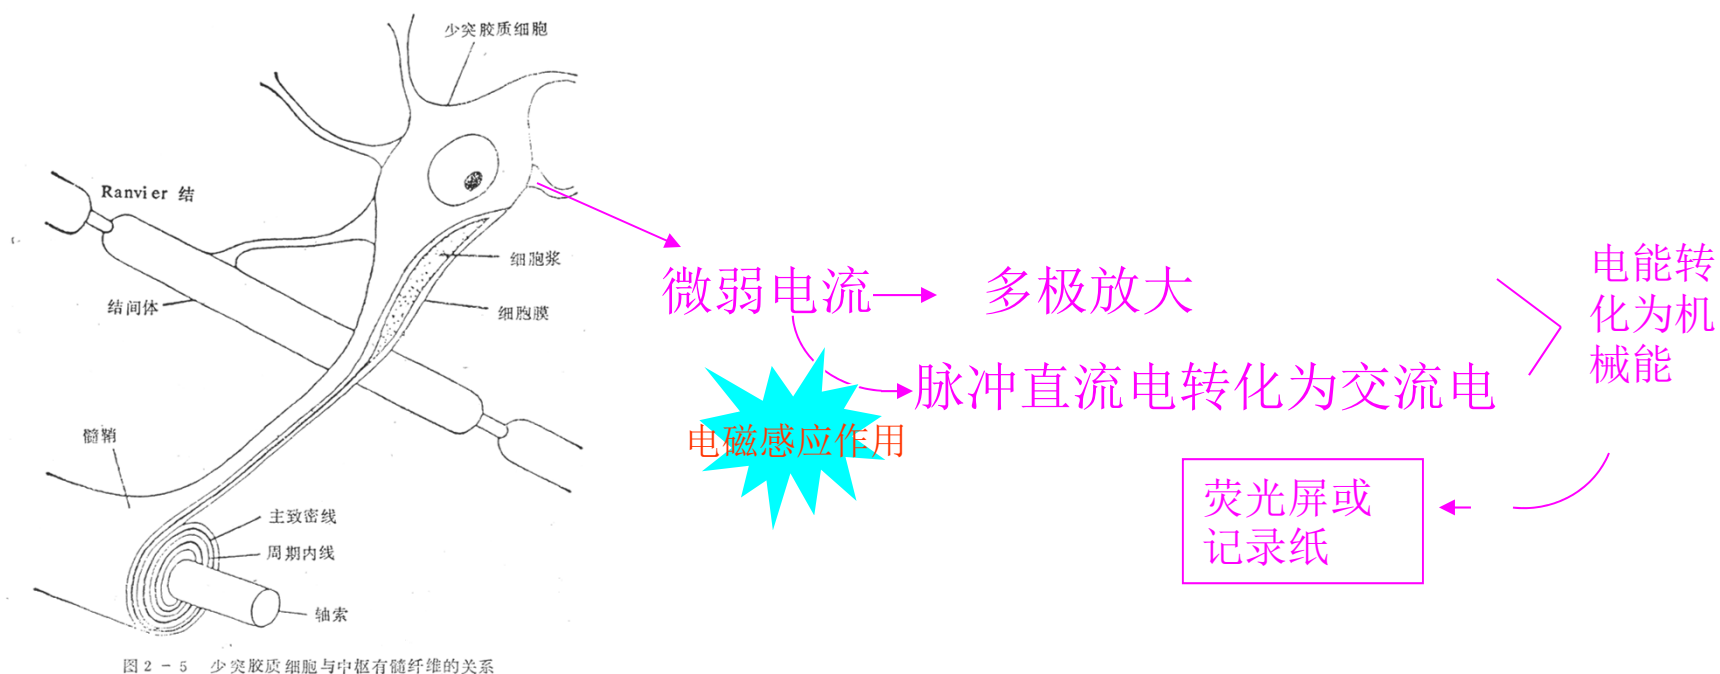 少突胶质细胞
Ranvier 结
细胞浆
结间体
细胞膜
髓鞘
主致密线
周期内线
轴索
图2-5 少突胶质细胞与中枢有髓纤维的关系
微弱电流
多极放大
脉冲直流电转化为交流电
电磁感应作用
电能转
化为机
械能
荧光屏或
记录纸